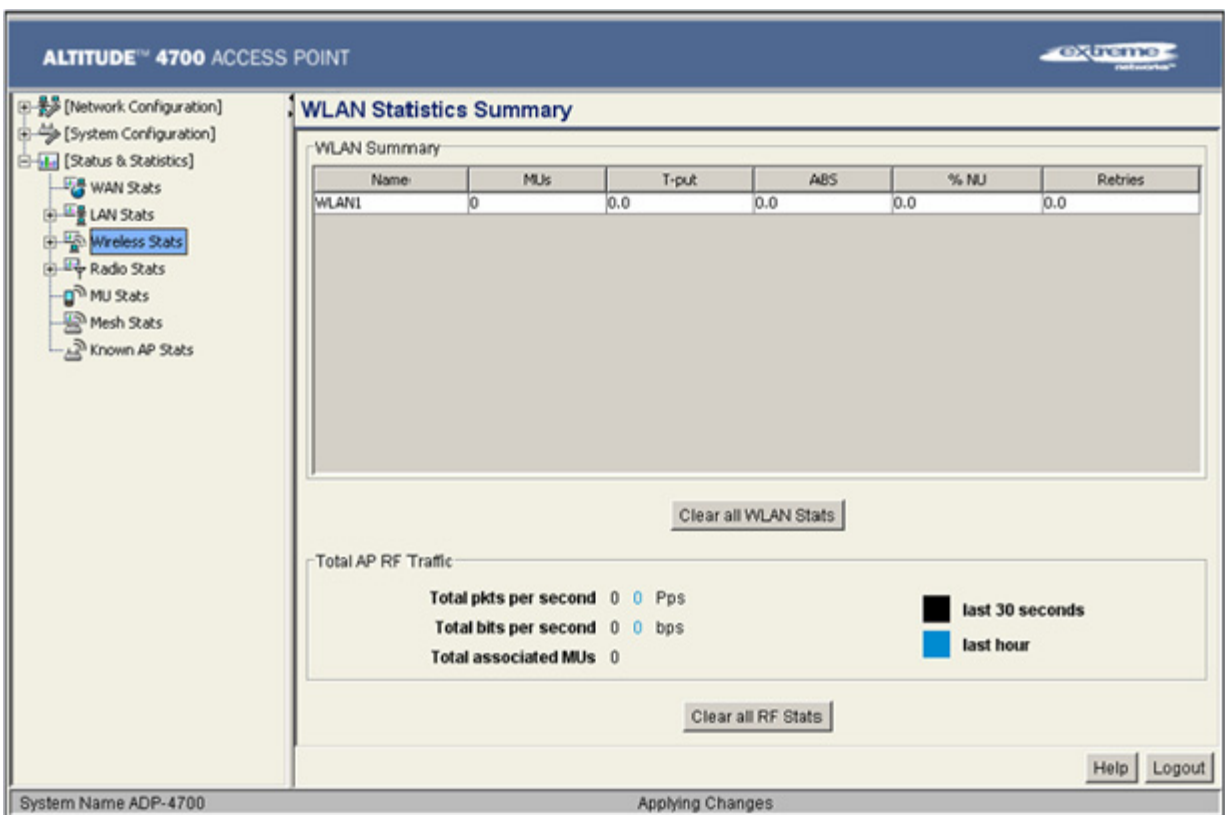 ALTITUDE™ 4700 ACCESS POINT
extreme
networks™
[Network Configuration]
[System Configuration]
[Status & Statistics]
WAN Stats
LAN Stats
Wireless Stats
Radio Stats
MU Stats
Mesh Stats
Known AP Stats
WLAN Statistics Summary
WLAN Summary
Name MUs T-put ABS % NU Retries
WLAN1 0 0.0 0.0 0.0 0.0
Clear all WLAN Stats
Total AP RF Traffic
Total pkts per second 0 0 Pps
Total bits per second 0 0 bps
Total associated MUs 0
last 30 seconds
last hour
Clear all RF Stats
Help Logout
System Name ADP-4700 Applying Changes